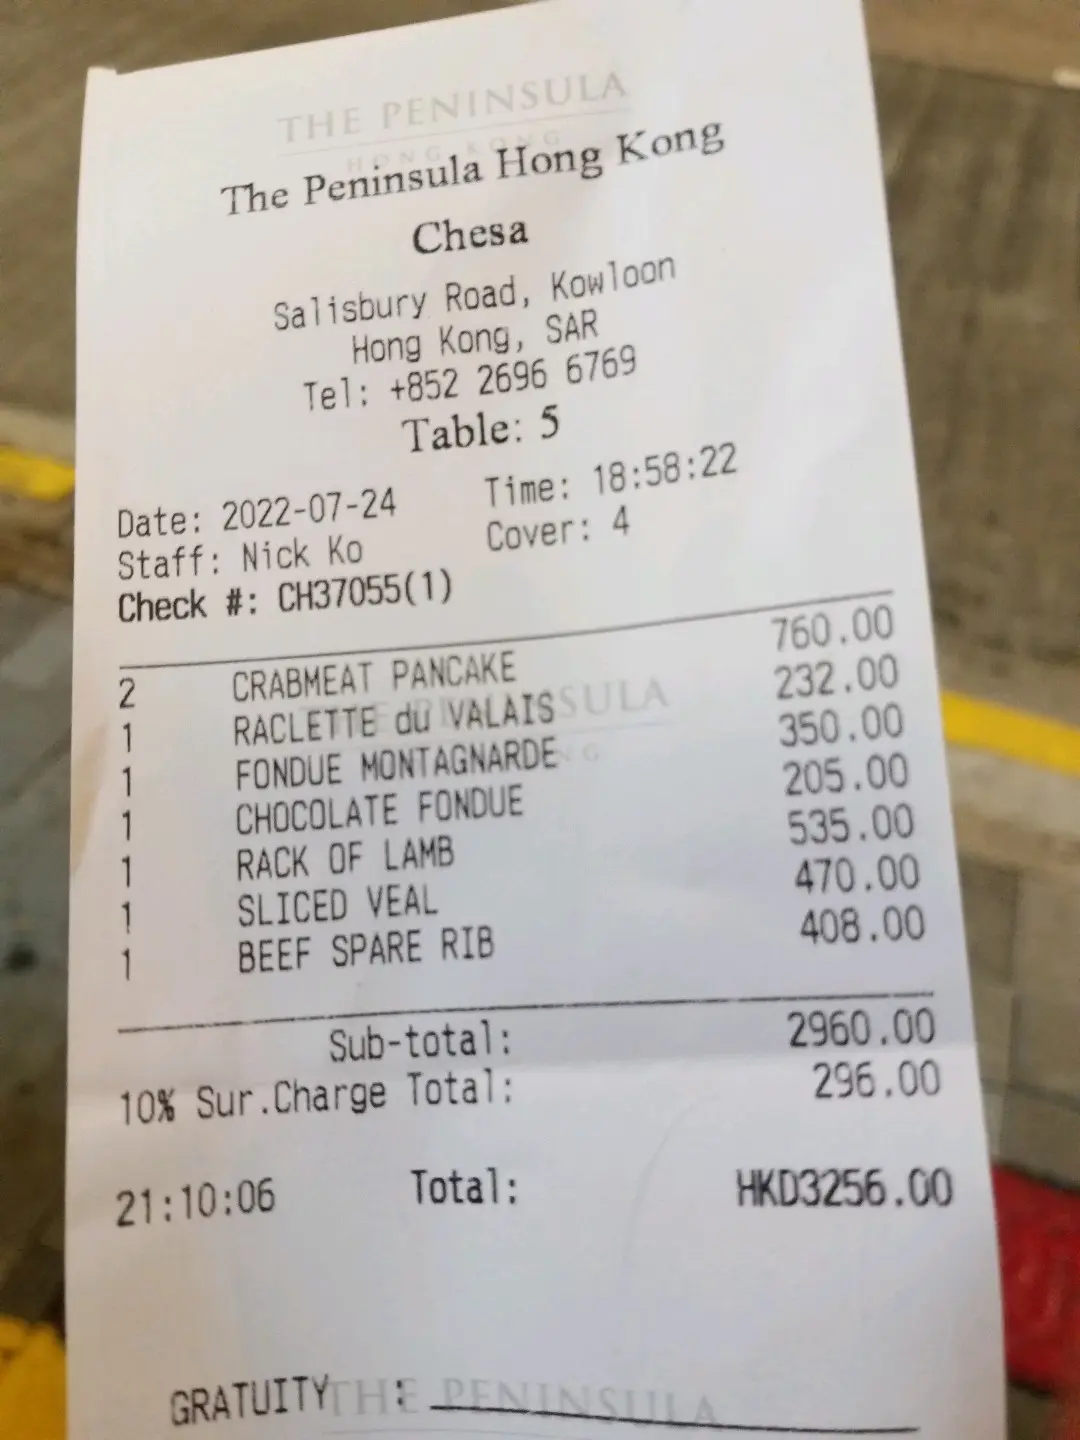 THE PENINSULA
HONG KONG
The Peninsula Hong Kong
Chesa
Salisbury Road, Kowloon
Hong Kong, SAR
Tel: +852 2696 6769
Table: 5
Date: 2022-07-24 Time: 18:58:22
Staff: Nick Ko Cover: 4
Check #: CH37055(1)
2 CRABMEAT PANCAKE 760.00
1 RACLETTE du VALAIS 232.00
1 FONDUE MONTAGNARDE 350.00
1 CHOCOLATE FONDUE 205.00
1 RACK OF LAMB 535.00
1 SLICED VEAL 470.00
1 BEEF SPARE RIB 408.00
Sub-total: 2960.00
10% Sur.Charge Total: 296.00
21:10:06 Total: HKD3256.00
GRATUITY :
THE PENINSULA